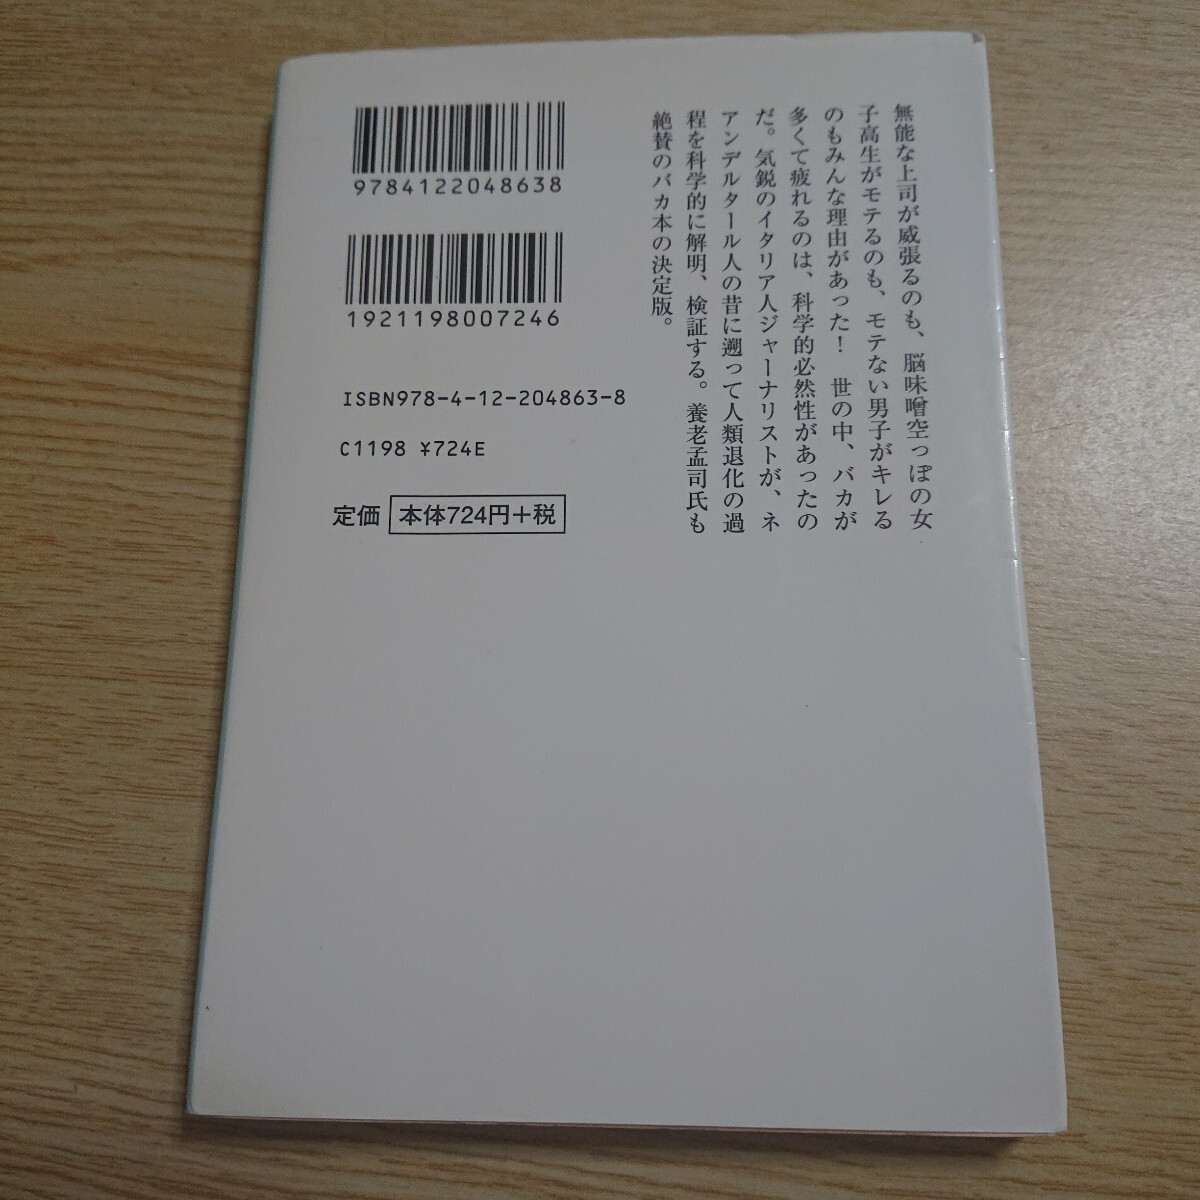 無能な上司が威張るのも、脳味噌空っぽの女
子高生がモテるのも、モテない男子がキレる
のもみんな理由があった！　世の中、バカが
多くて疲れるのは、科学的必然性があったの
だ。気鋭のイタリア人ジャーナリストが、ネ
アンデルタール人の昔に遡って人類退化の過
程を科学的に解明、検証する。養老孟司氏も
絶賛のバカ本の決定版。
9784122048638
1921198007246
ISBN978-4-12-204863-8
C1198 ¥724E
定価 本体724円+税